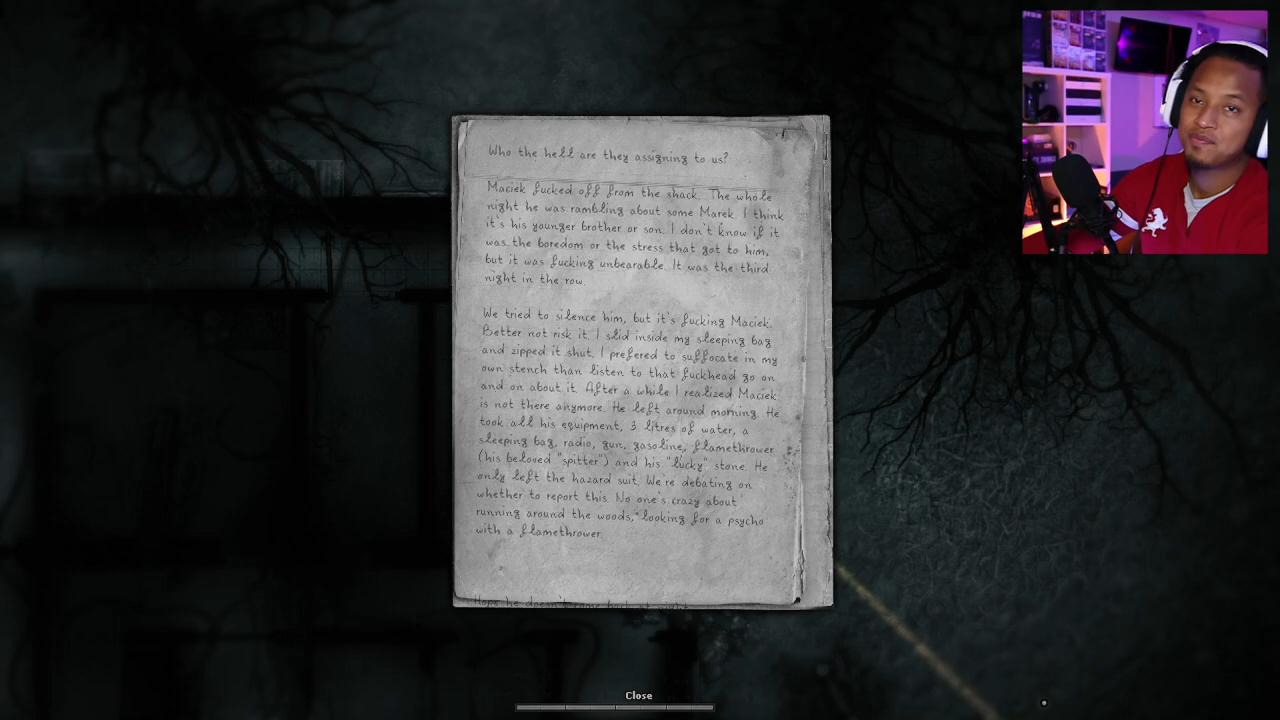 Who the hell are they assigning to us?
Maciek fucked off from the shack. The whole
night he was rambling about some Marek. I think
it's his younger brother or son. I don't know if it
was the boredom or the stress that got to him,
but it was fucking unbearable. It was the third
night in the row.
We tried to silence him, but it's fucking Maciek.
Better not risk it. I slid inside my sleeping bag
and zipped it shut. I prefered to suffocate in my
own stench than listen to that fuckhead go on
and on about it. After a while I realized Maciek
is not there anymore. He left around morning. He
took all his equipment, 3 litres of water, a
sleeping bag, radio, gun, gasoline, flamethrower
(his beloved "spitter") and his "lucky" stone. He
only left the hazard suit. We're debating on
whether to report this. No one's crazy about
running around the woods, looking for a psycho
with a flamethrower.
Hope he doesn't come back at night.
Close